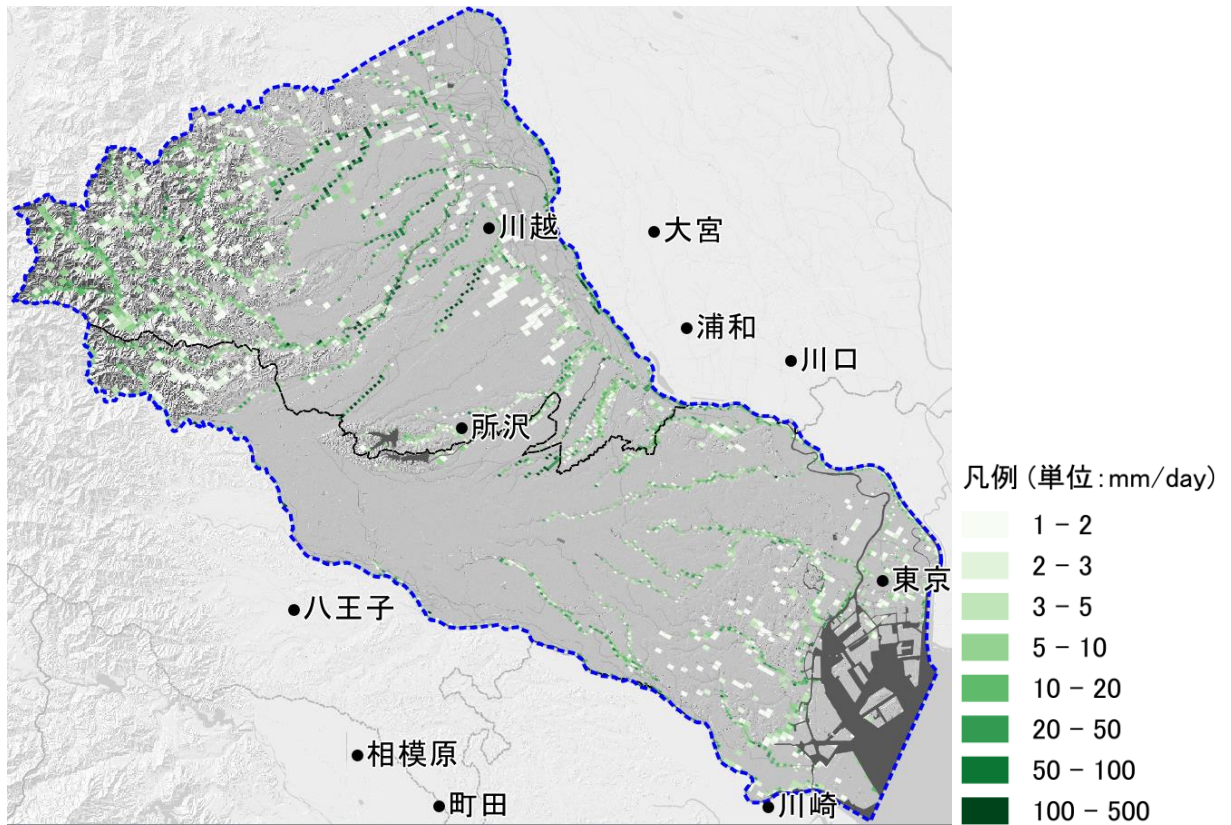 川越
大宮
浦和
川口
所沢
東京
八王子
相模原
町田
川崎
凡例 (単位:mm/day)
1 − 2
2 − 3
3 − 5
5 − 10
10 − 20
20 − 50
50 − 100
100 − 500